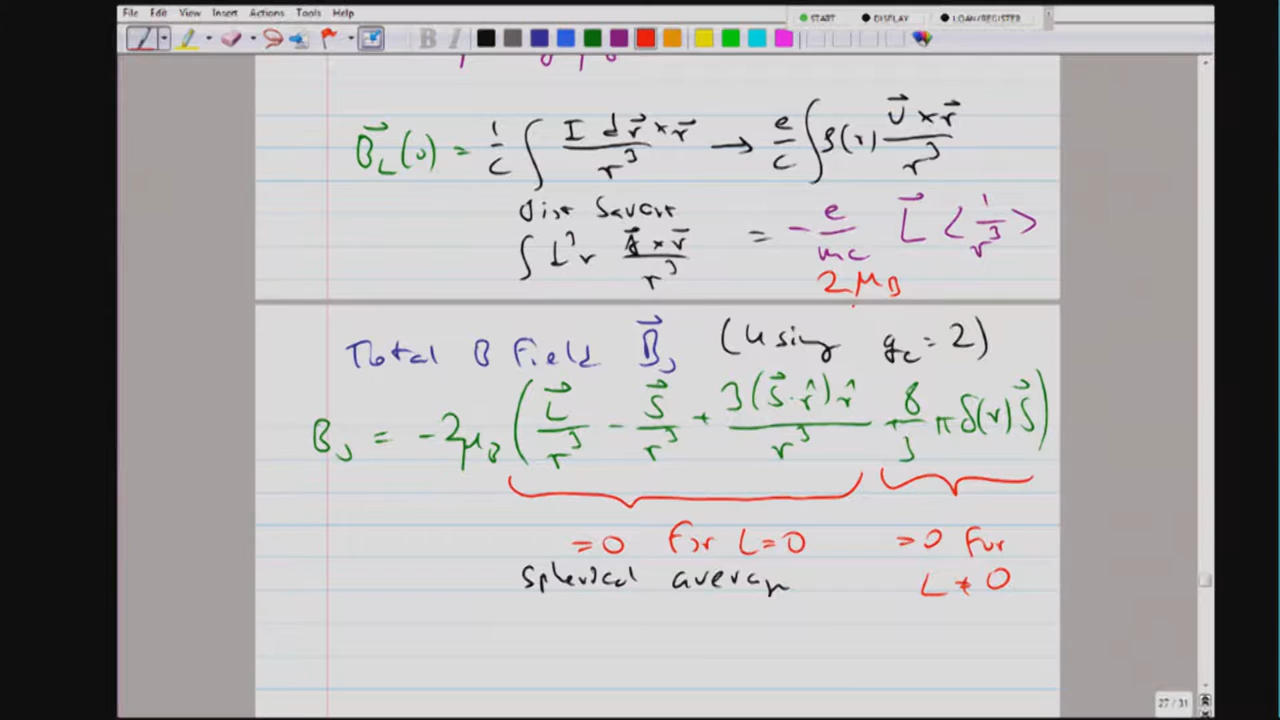 File Edit View Insert Actions Tools Help
START DISPLAY LOAN/REGISTER
B⃗_L(0) = 1/c ∫ I dr⃗ × r⃗ / r³ → e/c ∫ ρ(r) v⃗ × r⃗ / r³
Biot Savart
∫ d³r j⃗ × r⃗ / r³ = - e/mc L⃗ < 1/r³ >
2μ_B
Total B Field B⃗_J (Using g_e = 2)
B_J = -2μ_B ( L⃗/r³ - S⃗/r³ + 3(S⃗·r̂)r̂ / r³ + 8/3 π δ(r) S⃗ )
=0 for L=0 =0 for
spherical average L ≠ 0
27 / 31